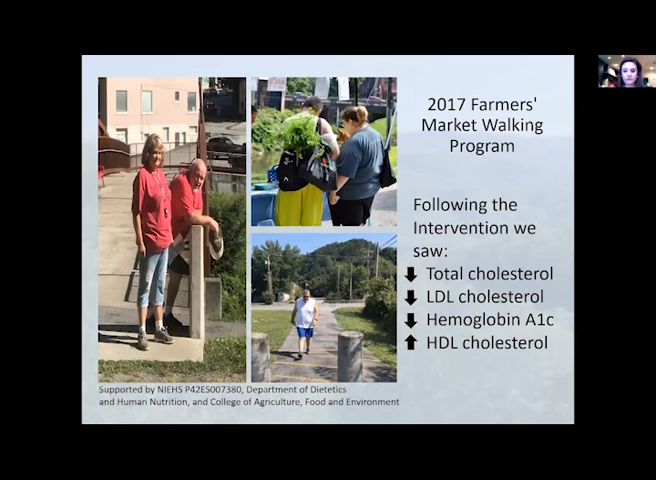 2017 Farmers'
Market Walking
Program
Following the
Intervention we
saw:
Total cholesterol
LDL cholesterol
Hemoglobin A1c
HDL cholesterol
Supported by NIEHS P42ES007380, Department of Dietetics
and Human Nutrition, and College of Agriculture, Food and Environment